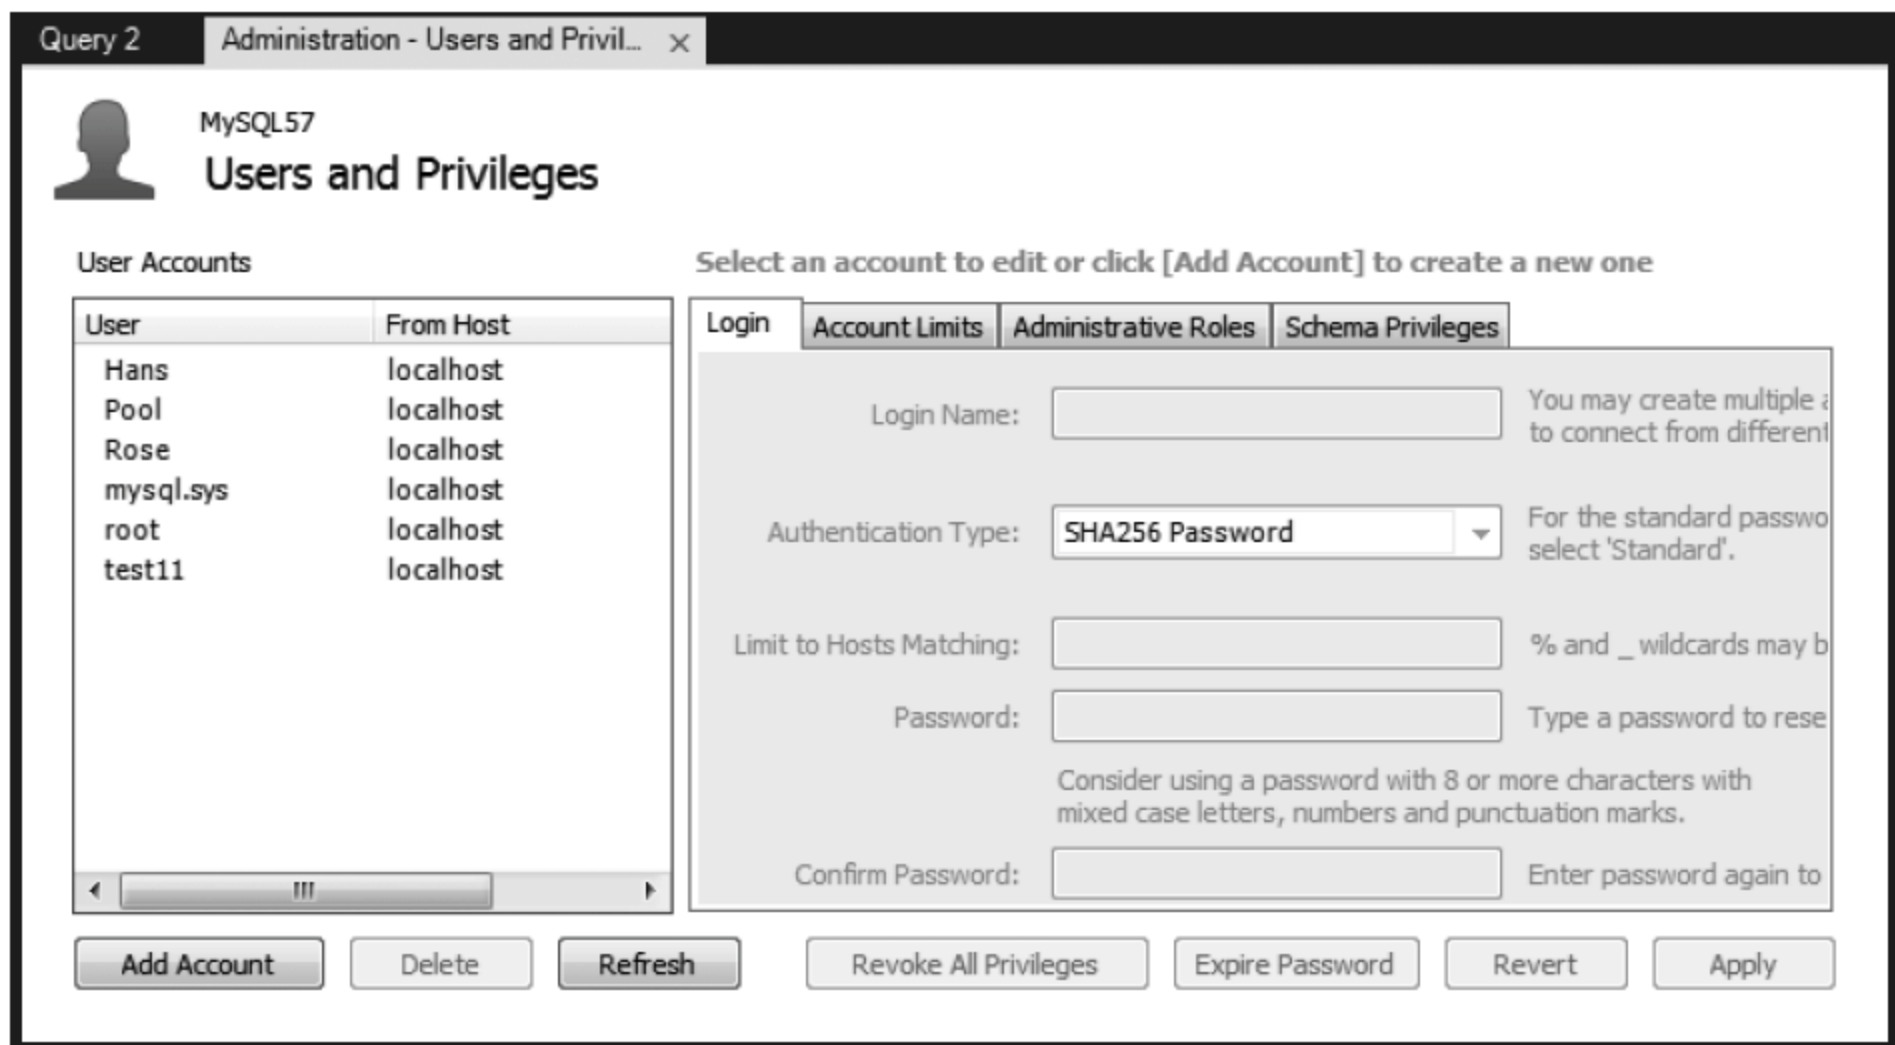 Query 2
Administration - Users and Privil...
MySQL57
Users and Privileges
User Accounts
Select an account to edit or click [Add Account] to create a new one
User From Host
Hans localhost
Pool localhost
Rose localhost
mysql.sys localhost
root localhost
test11 localhost
Login Account Limits Administrative Roles Schema Privileges
Login Name:
You may create multiple
to connect from different
Authentication Type:
SHA256 Password
For the standard passwo
select 'Standard'.
Limit to Hosts Matching:
% and _ wildcards may b
Password:
Type a password to rese
Consider using a password with 8 or more characters with
mixed case letters, numbers and punctuation marks.
Confirm Password:
Enter password again to
Add Account Delete Refresh Revoke All Privileges Expire Password Revert Apply